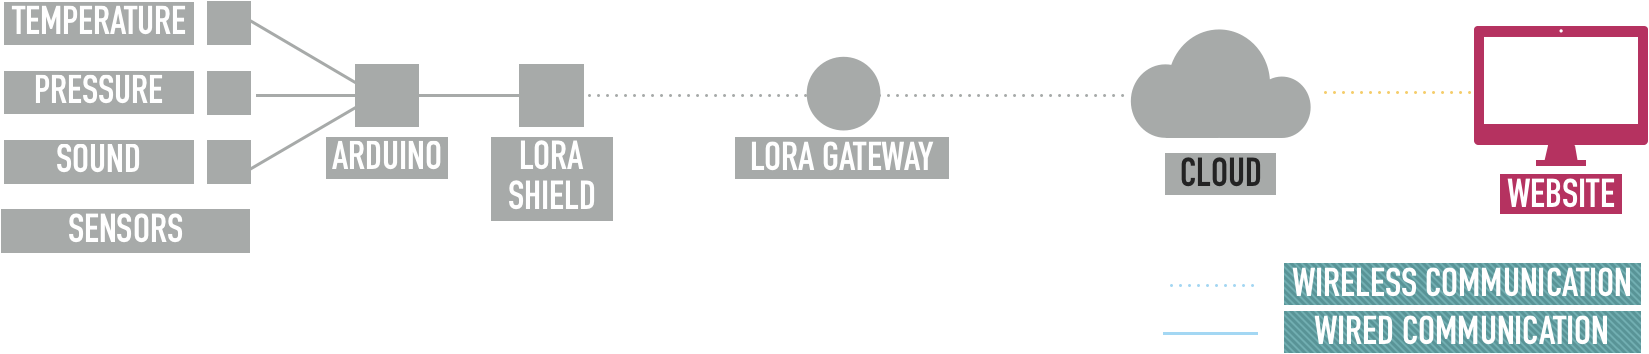 TEMPERATURE
PRESSURE
SOUND
SENSORS
ARDUINO
LORA
SHIELD
LORA GATEWAY
CLOUD
WEBSITE
WIRELESS COMMUNICATION
WIRED COMMUNICATION